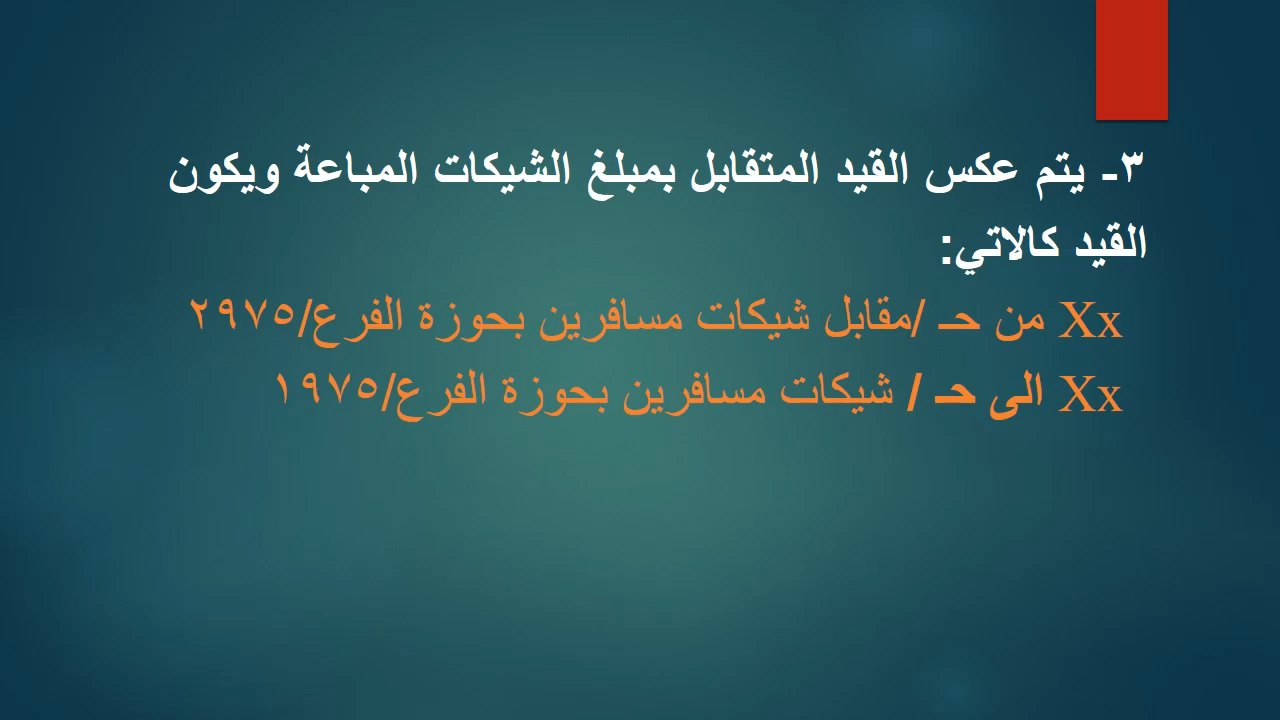 ٣- يتم عكس القيد المتقابل بمبلغ الشيكات المباعة ويكون
القيد كالاتي:
Xx من حـ /مقابل شيكات مسافرين بحوزة الفرع/٢٩٧٥
Xx الى حـ / شيكات مسافرين بحوزة الفرع/١٩٧٥